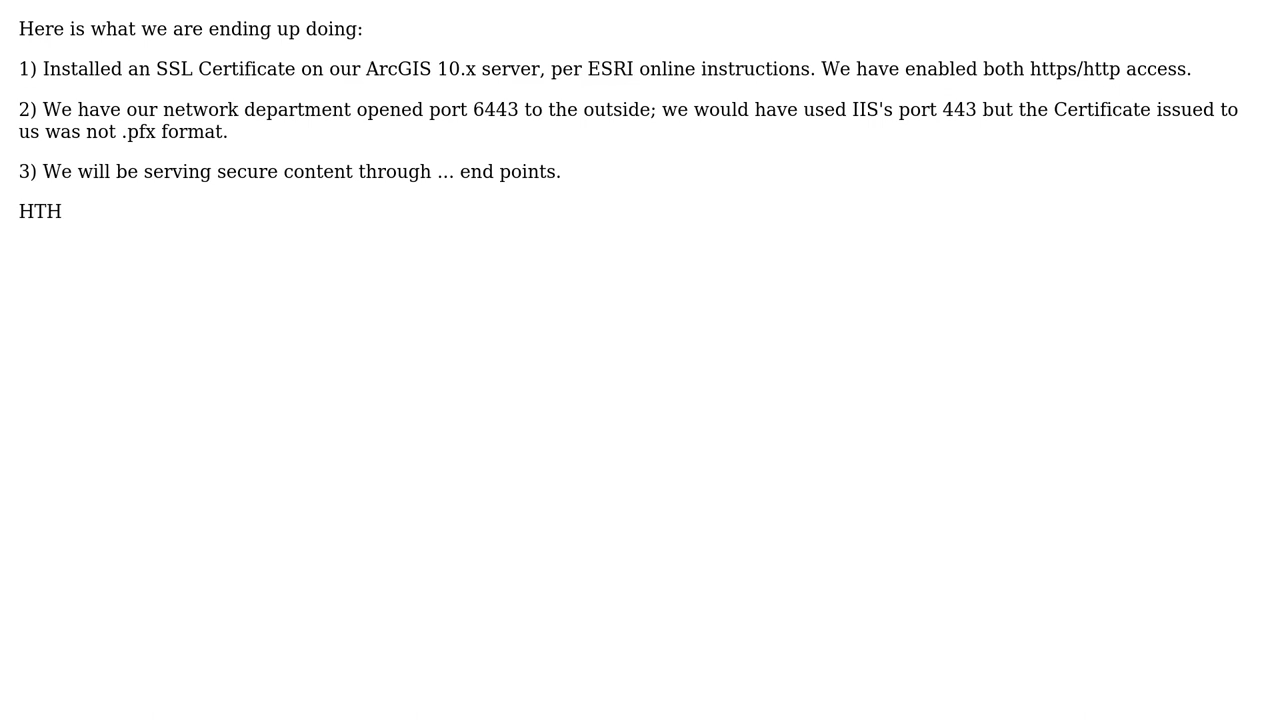 Here is what we are ending up doing:
1) Installed an SSL Certificate on our ArcGIS 10.x server, per ESRI online instructions. We have enabled both https/http access.
2) We have our network department opened port 6443 to the outside; we would have used IIS's port 443 but the Certificate issued to
us was not .pfx format.
3) We will be serving secure content through ... end points.
HTH